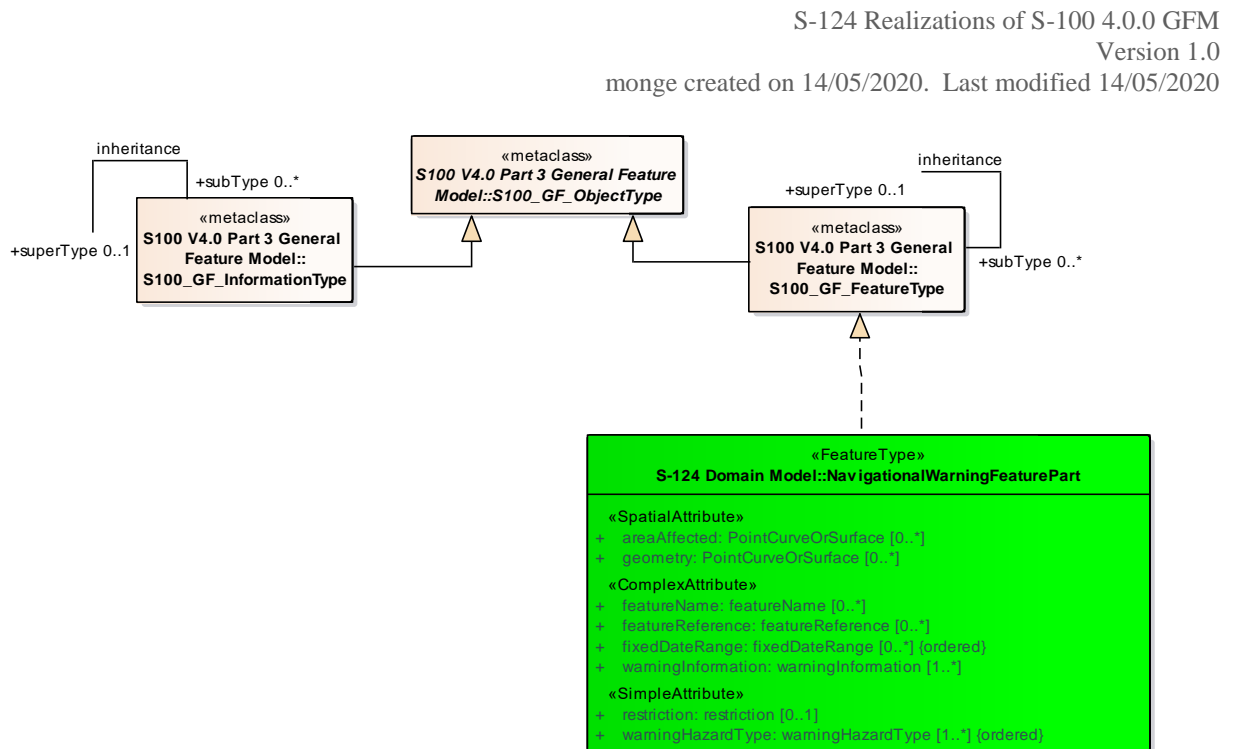 S-124 Realizations of S-100 4.0.0 GFM
Version 1.0
monge created on 14/05/2020.  Last modified 14/05/2020
inheritance
+subType 0..*
+superType 0..1
«metaclass»
S100 V4.0 Part 3 General
Feature Model::
S100_GF_InformationType
«metaclass»
S100 V4.0 Part 3 General Feature
Model::S100_GF_ObjectType
inheritance
+superType 0..1
+subType 0..*
«metaclass»
S100 V4.0 Part 3 General
Feature Model::
S100_GF_FeatureType
«FeatureType»
S-124 Domain Model::NavigationalWarningFeaturePart
«SpatialAttribute»
+ areaAffected: PointCurveOrSurface [0..*]
+ geometry: PointCurveOrSurface [0..*]
«ComplexAttribute»
+ featureName: featureName [0..*]
+ featureReference: featureReference [0..*]
+ fixedDateRange: fixedDateRange [0..*] {ordered}
+ warningInformation: warningInformation [1..*]
«SimpleAttribute»
+ restriction: restriction [0..1]
+ warningHazardType: warningHazardType [1..*] {ordered}